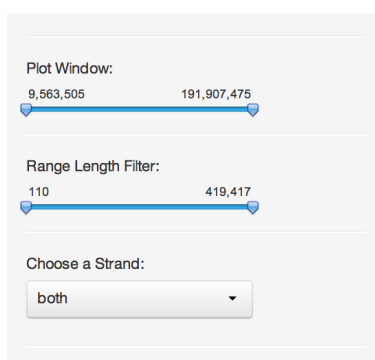 Plot Window:
9,563,505 191,907,475
Range Length Filter:
110 419,417
Choose a Strand:
both